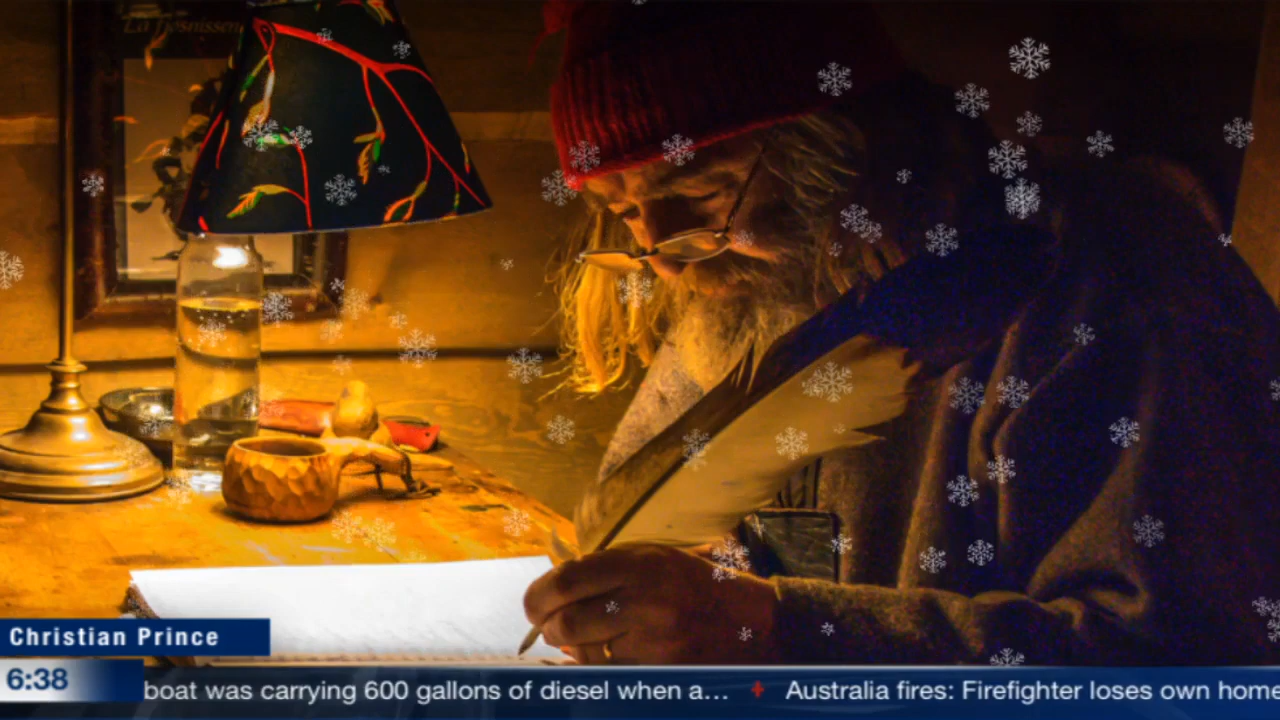 Christian Prince
6:38
boat was carrying 600 gallons of diesel when a... Australia fires: Firefighter loses own home